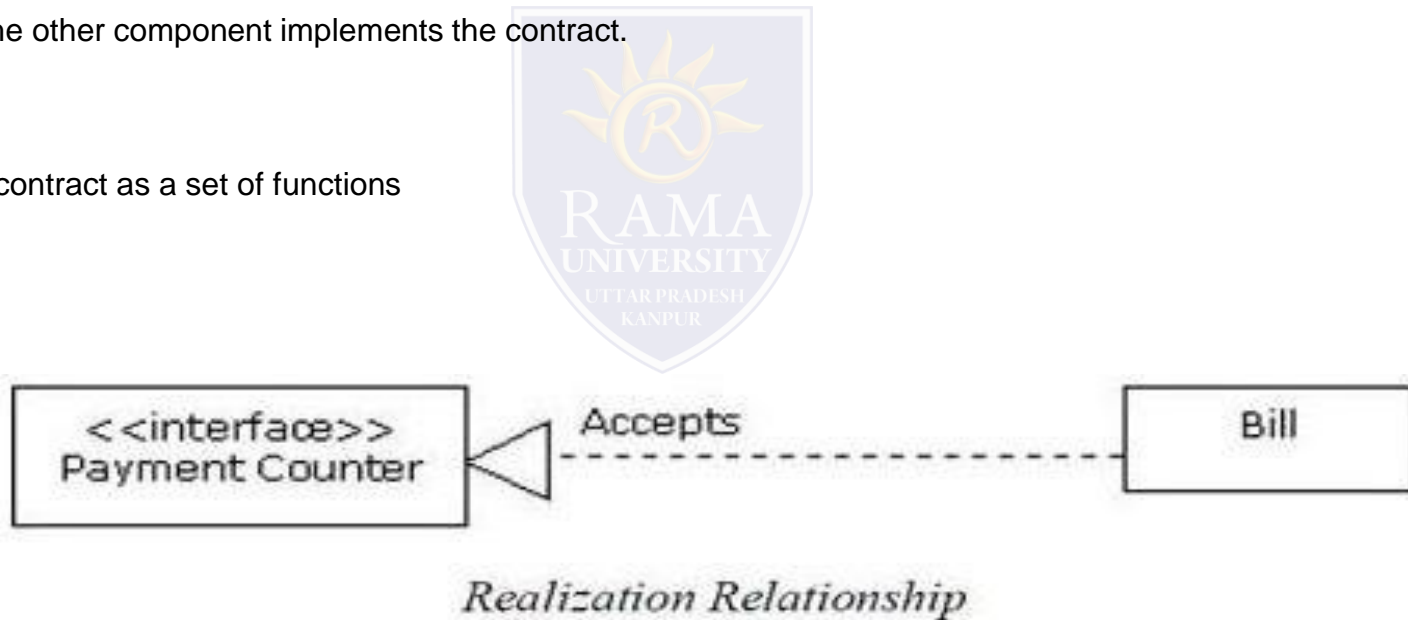 other component implements the contract.
contract as a set of functions
R
RAMA
UNIVERSITY
UTTAR PRADESH
KANPUR
<<interface>>
Payment Counter
Accepts
Bill
Realization Relationship